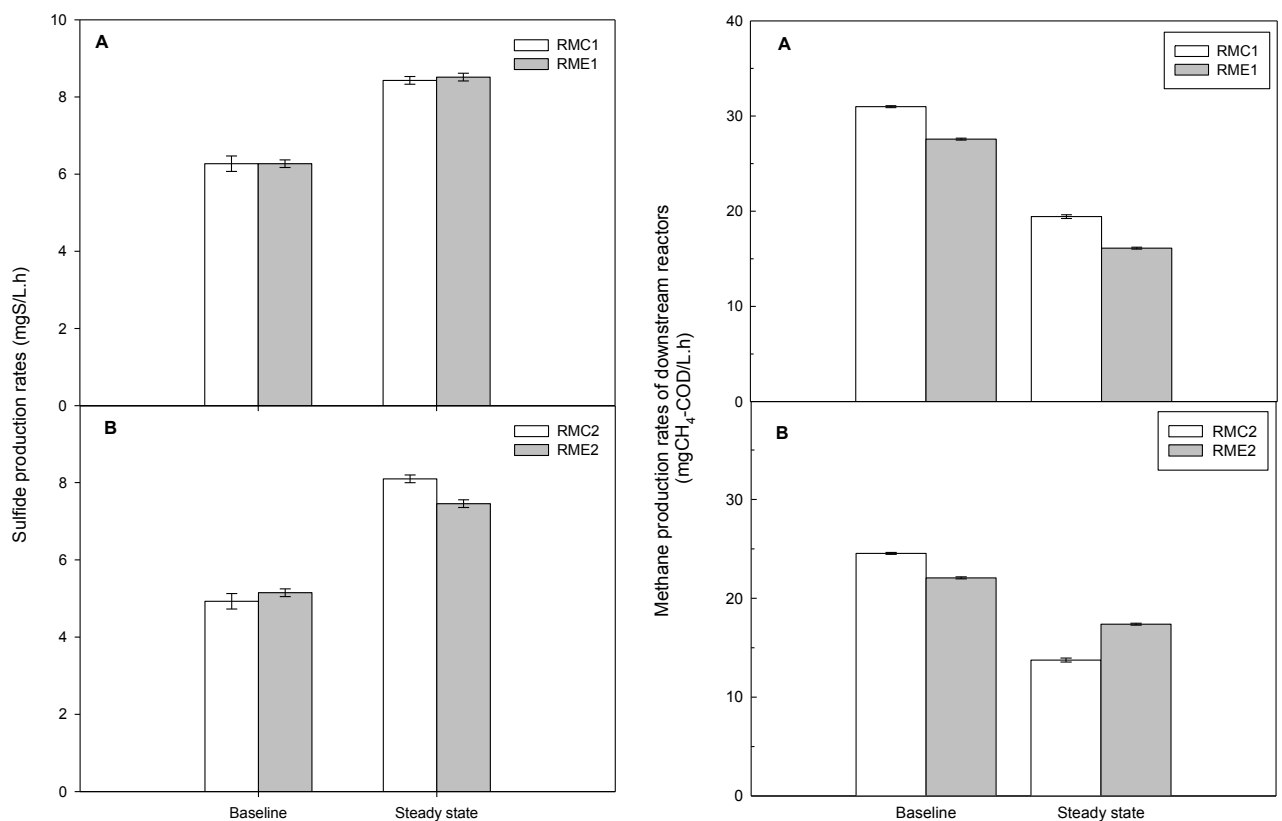 Sulfide production rates (mgS/L.h)
10
8
6
4
2
0
A
RMC1
RME1
8
6
4
2
0
B
RMC2
RME2
Baseline
Steady state
Methane production rates of downstream reactors
(mgCH₄-COD/L.h)
40
30
20
10
0
A
RMC1
RME1
30
20
10
0
B
RMC2
RME2
Baseline
Steady state